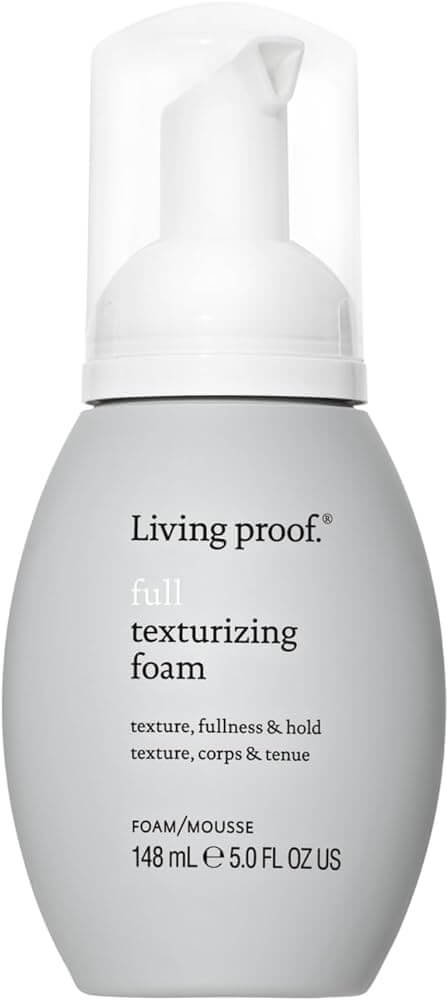 Living proof.®
full
texturizing
foam
texture, fullness & hold
texture, corps & tenue
FOAM/MOUSSE
148 mL ℮ 5.0 FL OZ US